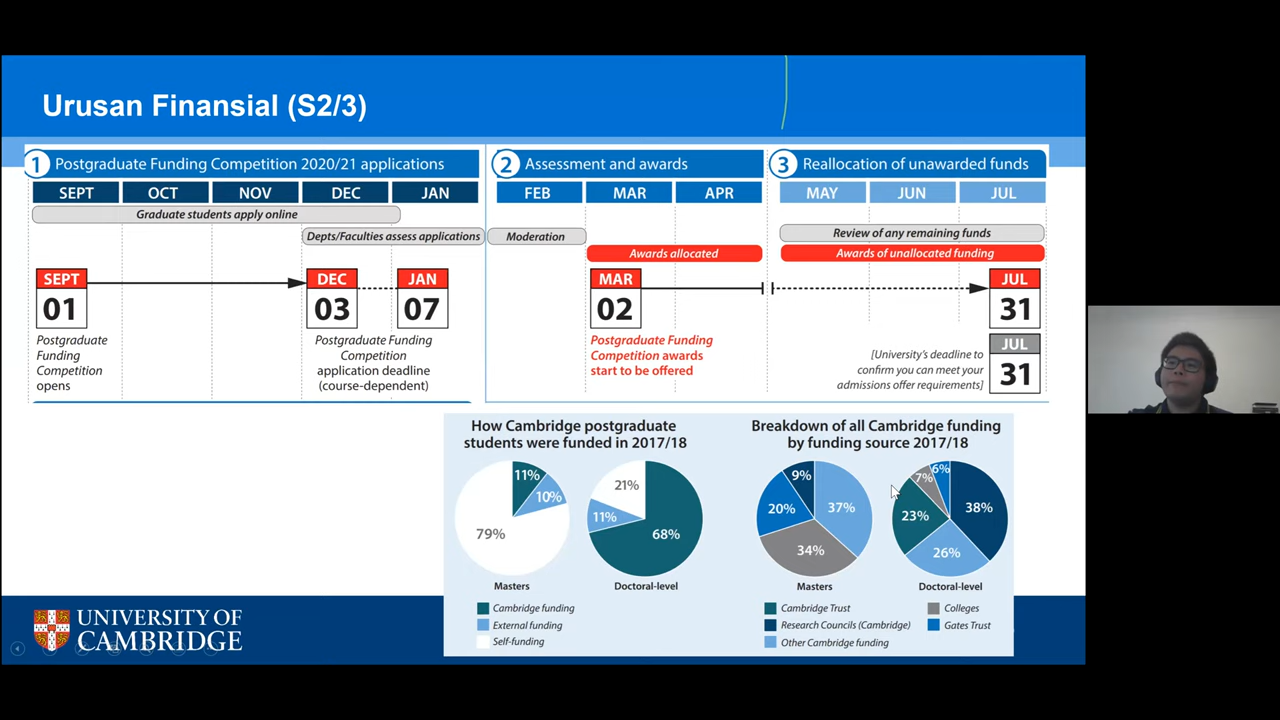 Urusan Finansial (S2/3)
1 Postgraduate Funding Competition 2020/21 applications
SEPT OCT NOV DEC JAN
Graduate students apply online
Depts/Faculties assess applications
SEPT
01
Postgraduate
Funding
Competition
opens
DEC
03
JAN
07
Postgraduate Funding
Competition
application deadline
(course-dependent)
2 Assessment and awards
FEB MAR APR
Moderation
Awards allocated
MAR
02
Postgraduate Funding
Competition awards
start to be offered
3 Reallocation of unawarded funds
MAY JUN JUL
Review of any remaining funds
Awards of unallocated funding
JUL
31
[University's deadline to
confirm you can meet your
admissions offer requirements]
JUL
31
How Cambridge postgraduate
students were funded in 2017/18
11%
10%
79%
Masters
21%
11%
68%
Doctoral-level
Cambridge funding
External funding
Self-funding
Breakdown of all Cambridge funding
by funding source 2017/18
9%
37%
20%
34%
Masters
6%
7%
38%
23%
26%
Doctoral-level
Cambridge Trust
Research Councils (Cambridge)
Other Cambridge funding
Colleges
Gates Trust
UNIVERSITY OF
CAMBRIDGE